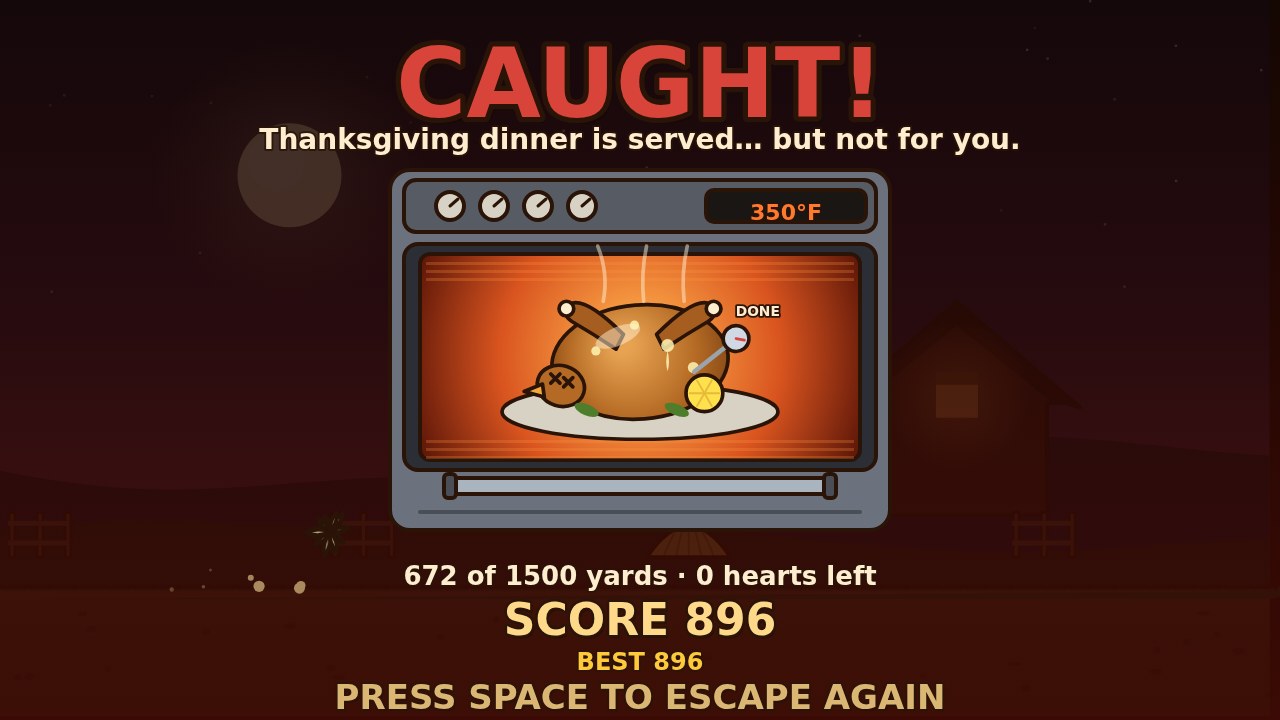 CAUGHT!
Thanksgiving dinner is served... but not for you.
350°F
DONE
672 of 1500 yards · 0 hearts left
SCORE 896
BEST 896
PRESS SPACE TO ESCAPE AGAIN